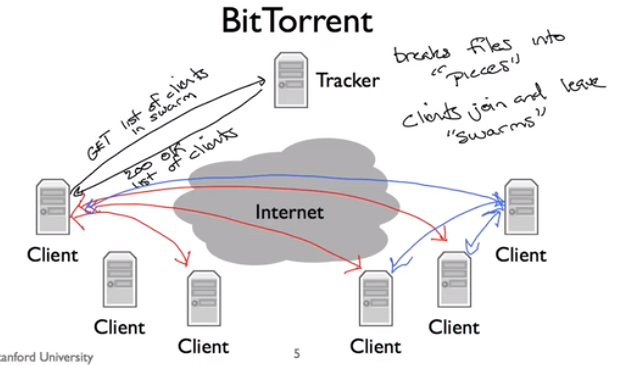 BitTorrent
Tracker
breaks files into
"pieces"
clients join and leave
"swarms"
GET list of clients
in swarm
200 OK
list of clients
Internet
Client
Client
Client
Client
Client
Client
tanford University
5